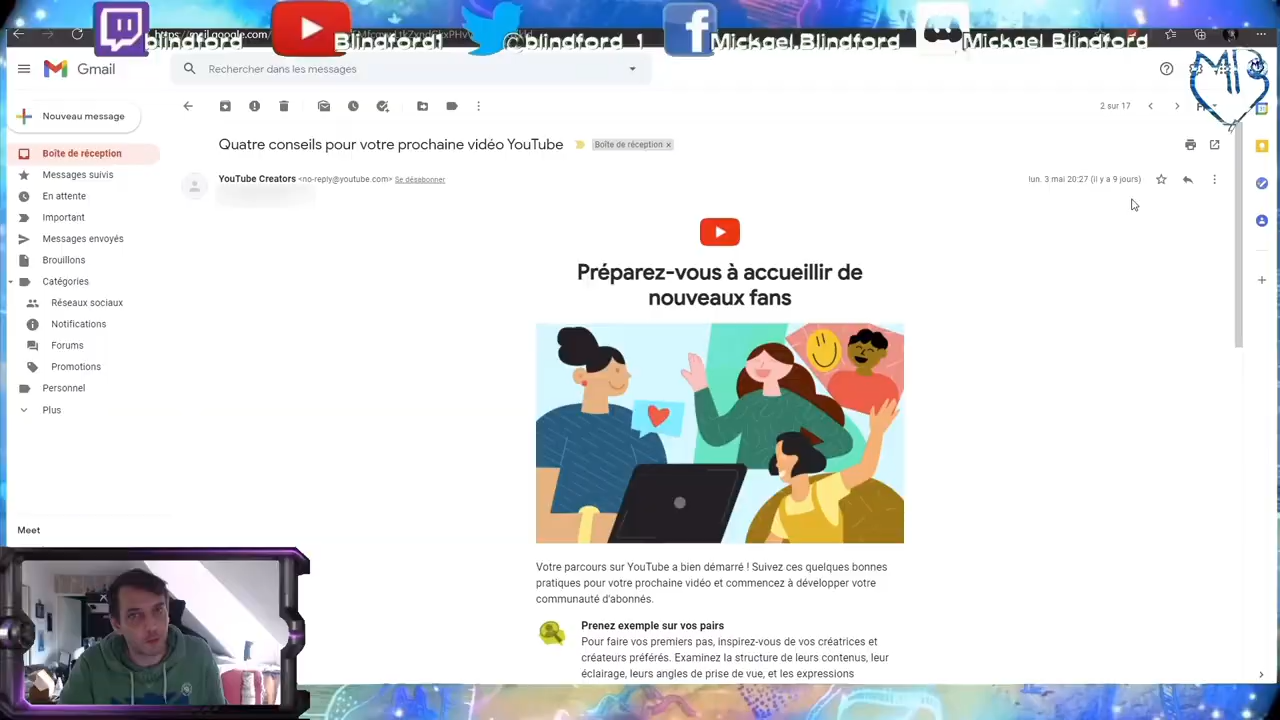 blindford
Blindford1
@blindford_1
Mickael.Blindford
Mickael Blindford
Gmail
Rechercher dans les messages
Nouveau message
2 sur 17
Quatre conseils pour votre prochaine vidéo YouTube
Boîte de réception ×
YouTube Creators <no-reply@youtube.com> Se désabonner
lun. 3 mai 20:27 (il y a 9 jours)
Boîte de réception
Messages suivis
En attente
Important
Messages envoyés
Brouillons
Catégories
Réseaux sociaux
Notifications
Forums
Promotions
Personnel
Plus
Meet
Préparez-vous à accueillir de
nouveaux fans
Votre parcours sur YouTube a bien démarré ! Suivez ces quelques bonnes
pratiques pour votre prochaine vidéo et commencez à développer votre
communauté d'abonnés.
Prenez exemple sur vos pairs
Pour faire vos premiers pas, inspirez-vous de vos créatrices et
créateurs préférés. Examinez la structure de leurs contenus, leur
éclairage, leurs angles de prise de vue, et les expressions